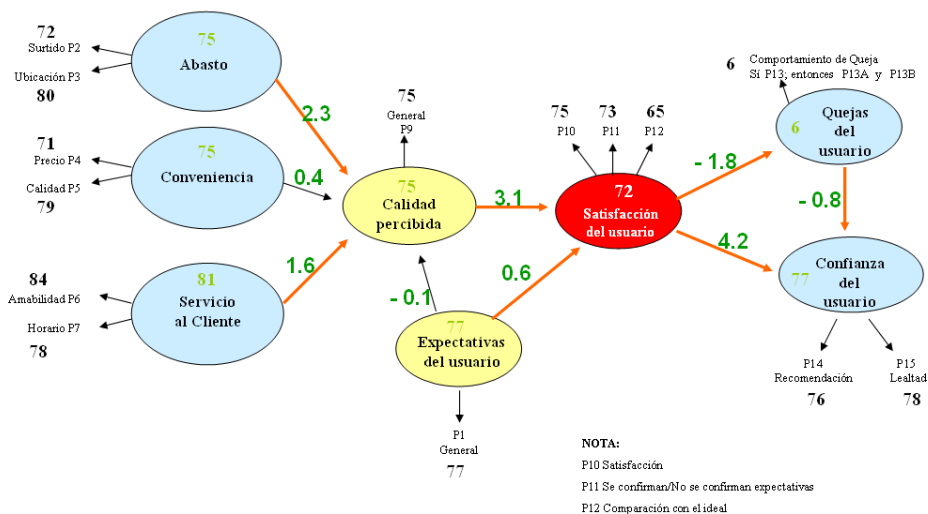 72
Surtido P2
Ubicación P3
80
75
Abasto
2.3
71
Precio P4
Calidad P5
79
75
Conveniencia
0.4
84
Amabilidad P6
Horario P7
78
81
Servicio
al Cliente
1.6
75
General
P9
75
Calidad
percibida
3.1
- 0.1
77
Expectativas
del usuario
0.6
P1
General
77
75
P10
73
P11
65
P12
72
Satisfacción
del usuario
- 1.8
4.2
6
Comportamiento de Queja
Sí P13; entonces P13A y P13B
6
Quejas
del
usuario
- 0.8
77
Confianza
del
usuario
P14
Recomendación
76
P15
Lealtad
78
NOTA:
P10 Satisfacción
P11 Se confirman/No se confirman expectativas
P12 Comparación con el ideal